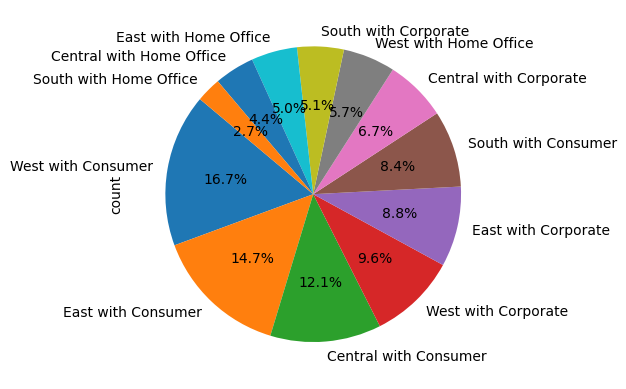 South with Corporate
East with Home Office
West with Home Office
Central with Home Office
South with Home Office
Central with Corporate
5.0%
5.1%
5.7%
4.4%
2.7%
6.7%
South with Consumer
West with Consumer
8.4%
16.7%
count
8.8%
East with Corporate
14.7%
9.6%
12.1%
East with Consumer
West with Corporate
Central with Consumer